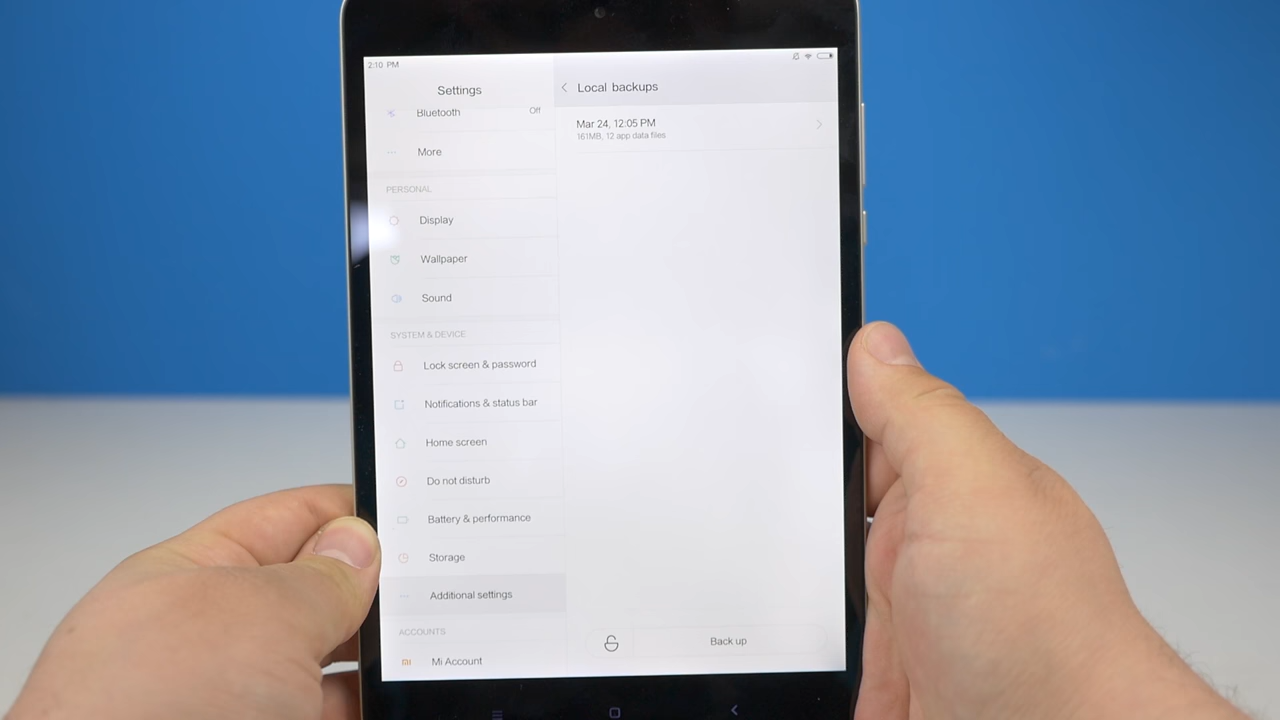 2:10 PM
Settings
Bluetooth Off
More
PERSONAL
Display
Wallpaper
Sound
SYSTEM & DEVICE
Lock screen & password
Notifications & status bar
Home screen
Do not disturb
Battery & performance
Storage
Additional settings
ACCOUNTS
MI Mi Account
Local backups
Mar 24, 12:05 PM
161MB, 12 app data files
Back up